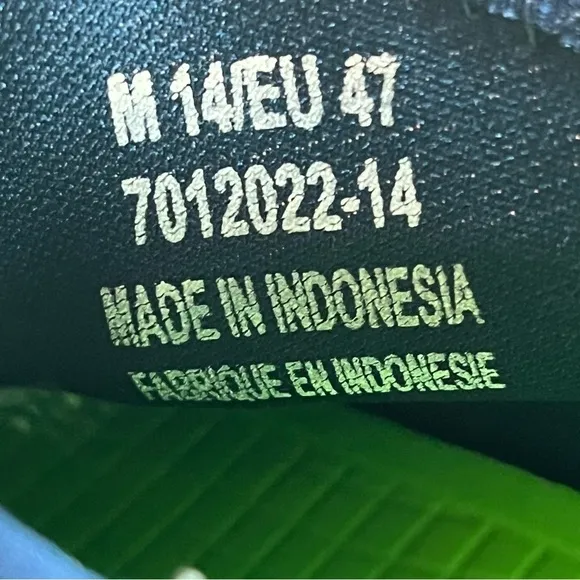 M 14/EU 47
7012022-14
MADE IN INDONESIA
FABRIQUE EN INDONESIE